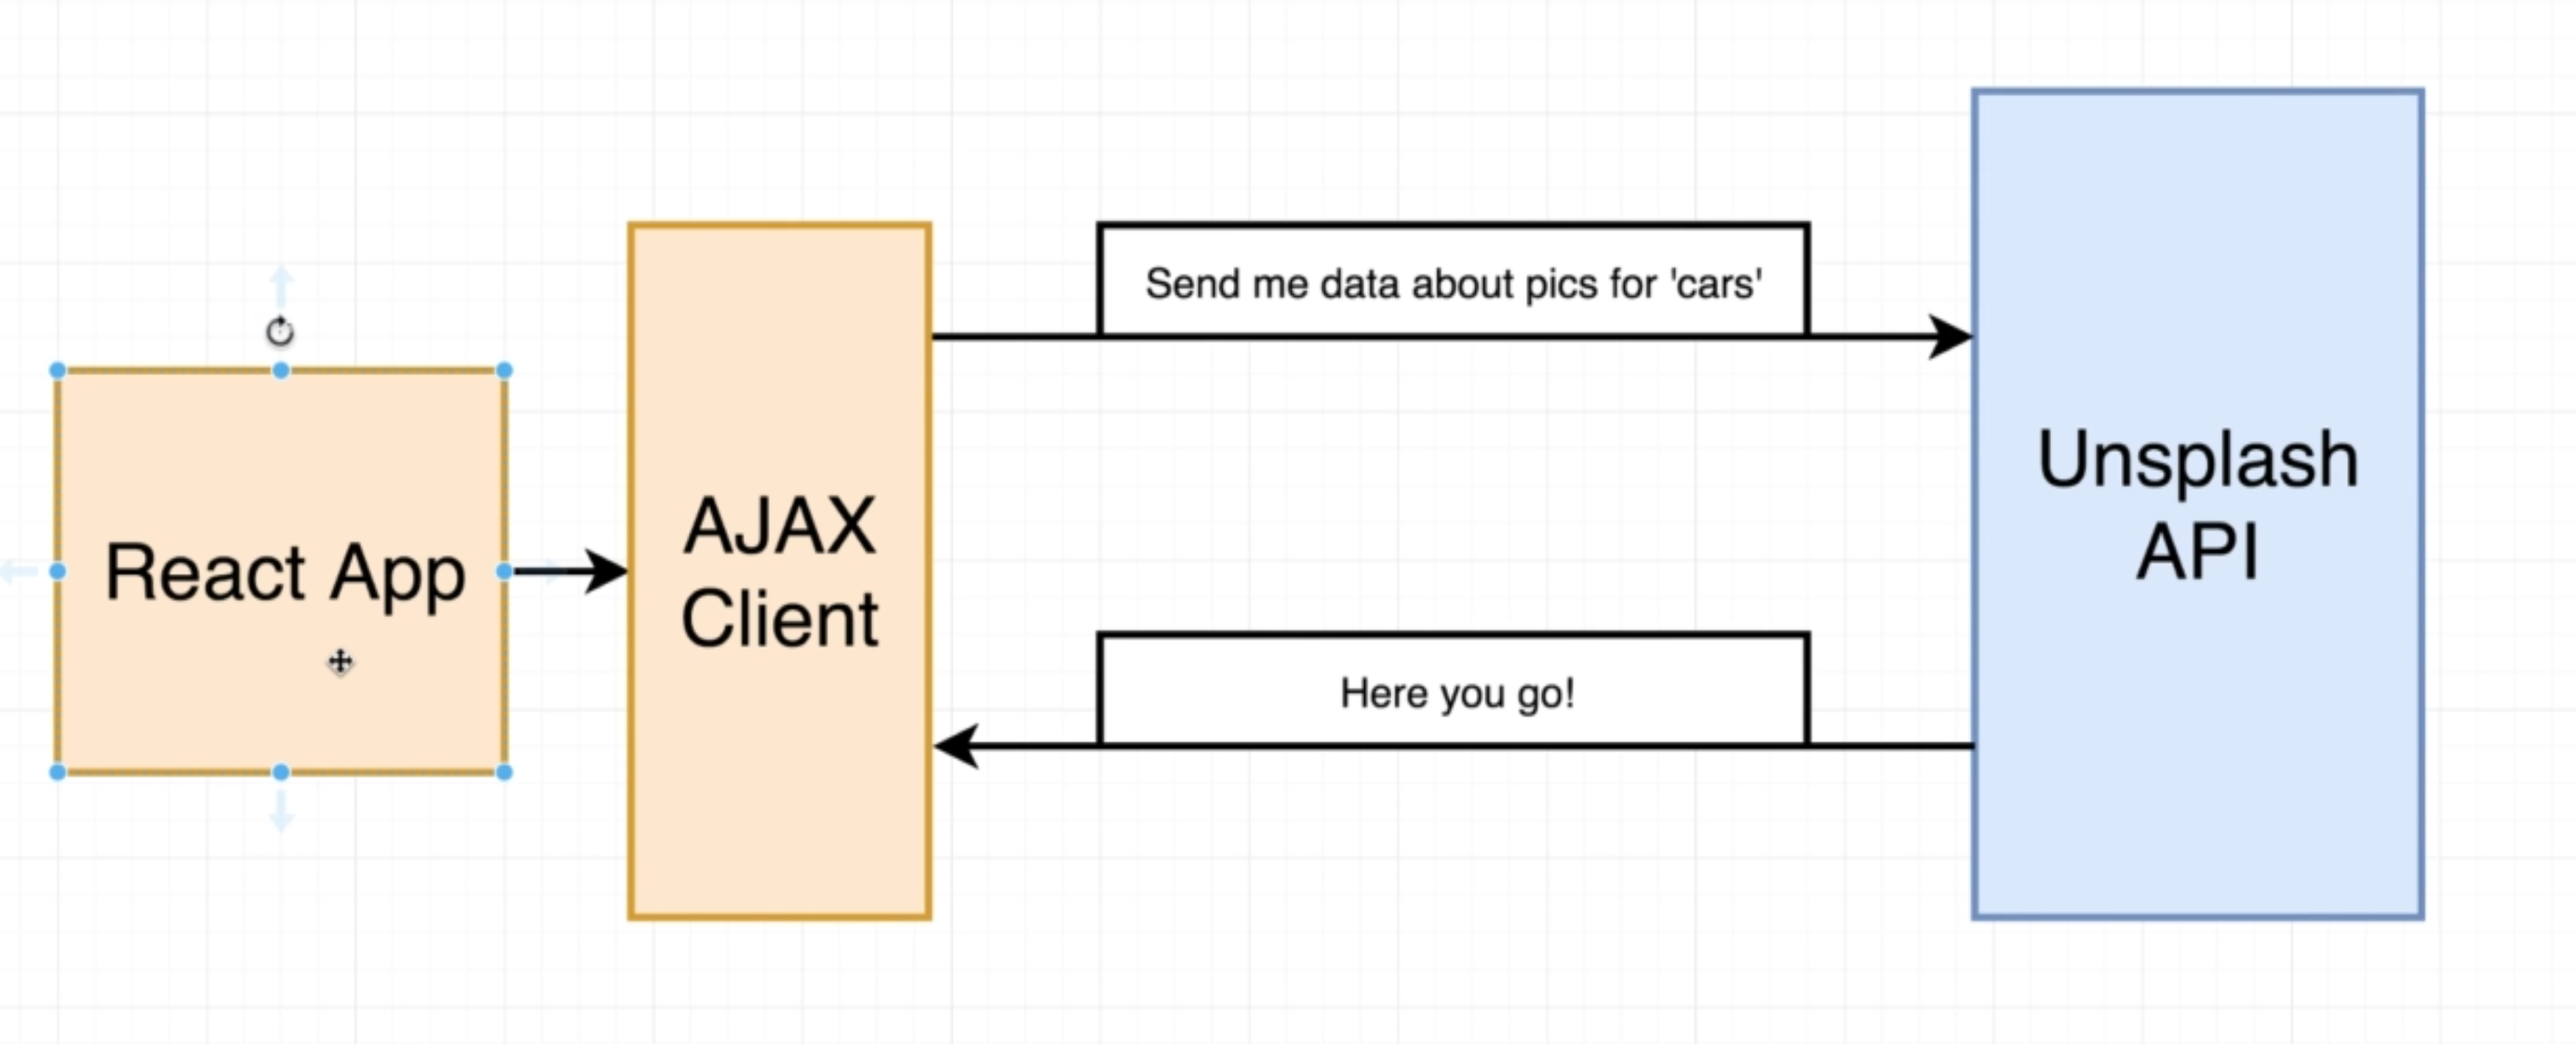 Send me data about pics for 'cars'
React App
AJAX
Client
Unsplash
API
Here you go!